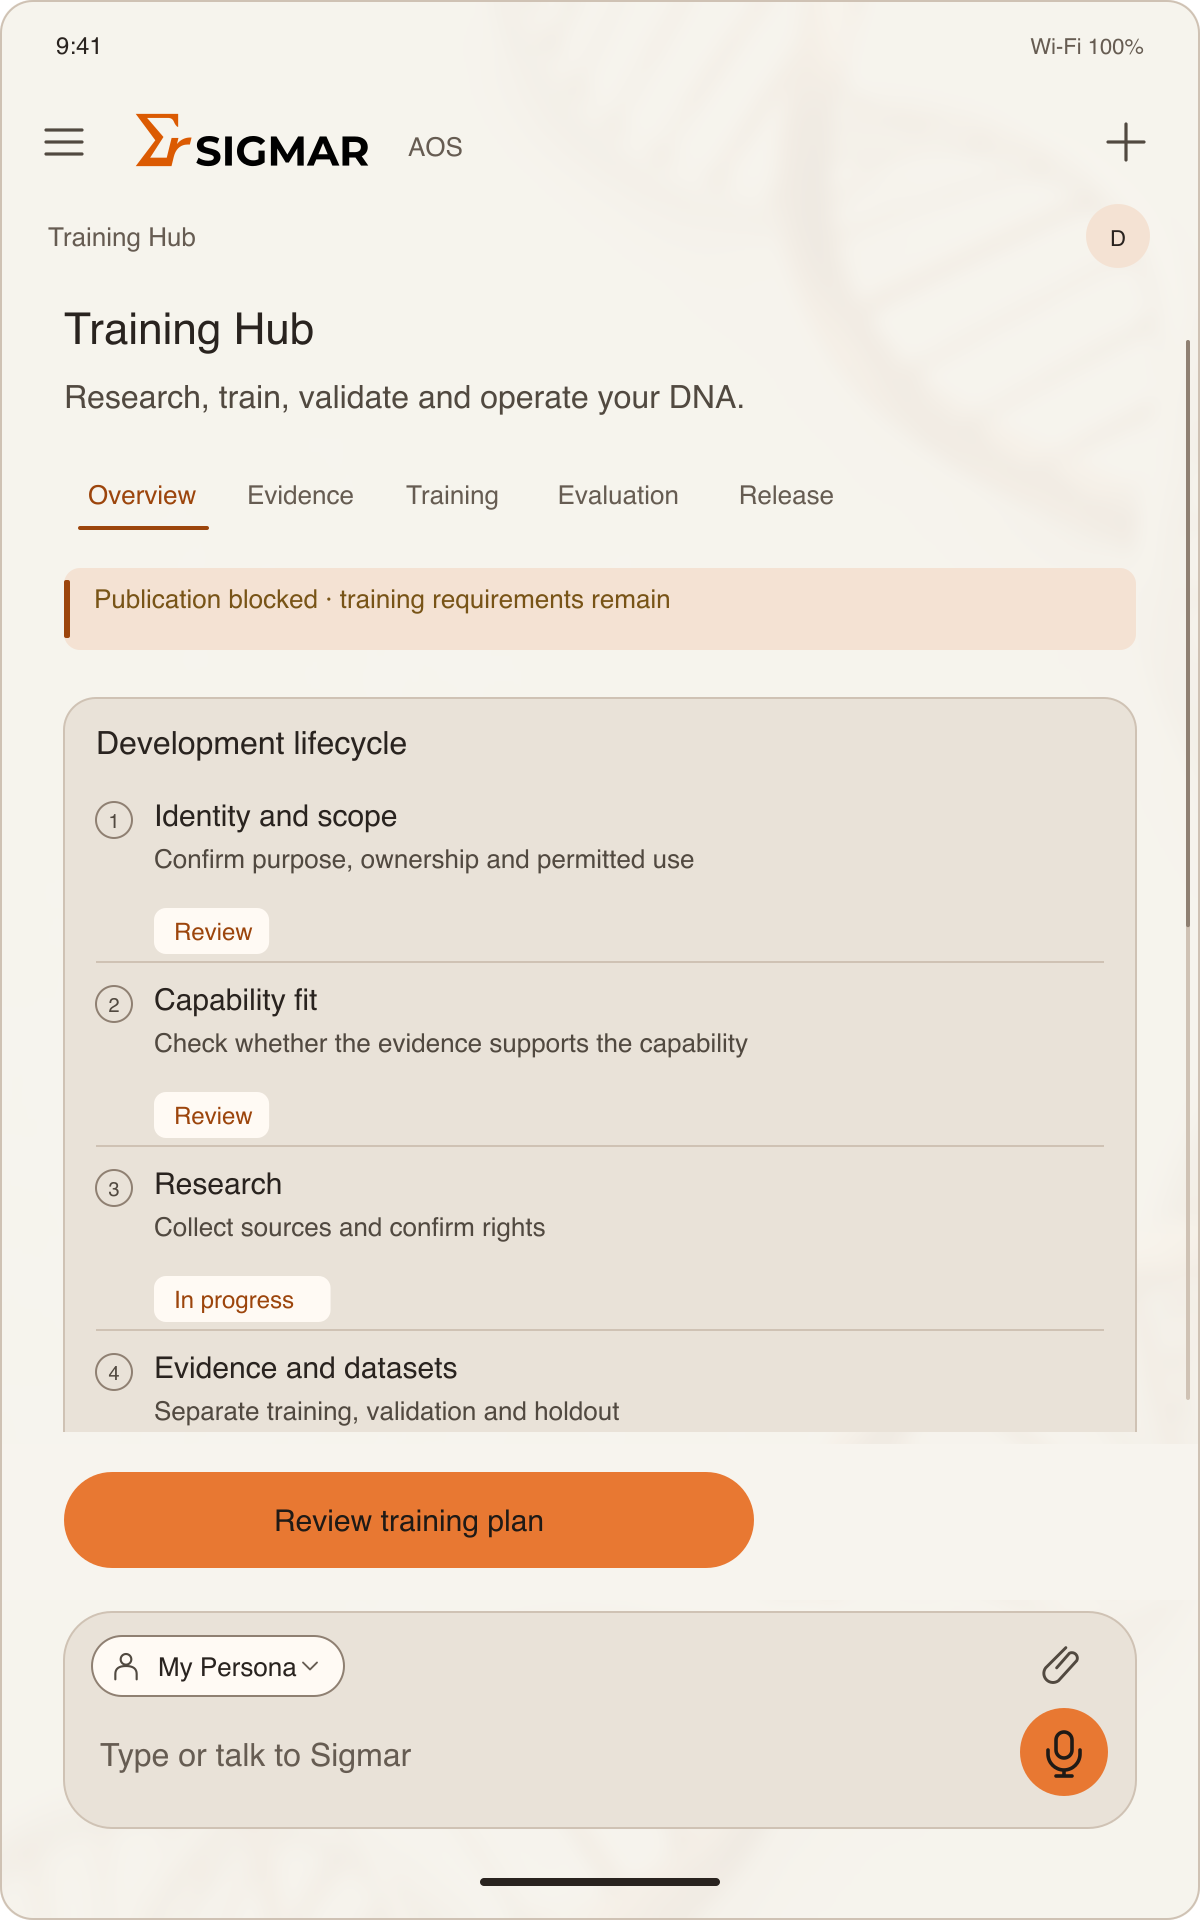 9:41
Wi-Fi 100%
Σr SIGMAR AOS
Training Hub
D
Training Hub
Research, train, validate and operate your DNA.
Overview Evidence Training Evaluation Release
Publication blocked · training requirements remain
Development lifecycle
1 Identity and scope
Confirm purpose, ownership and permitted use
Review
2 Capability fit
Check whether the evidence supports the capability
Review
3 Research
Collect sources and confirm rights
In progress
4 Evidence and datasets
Separate training, validation and holdout
Review training plan
My Persona
Type or talk to Sigmar